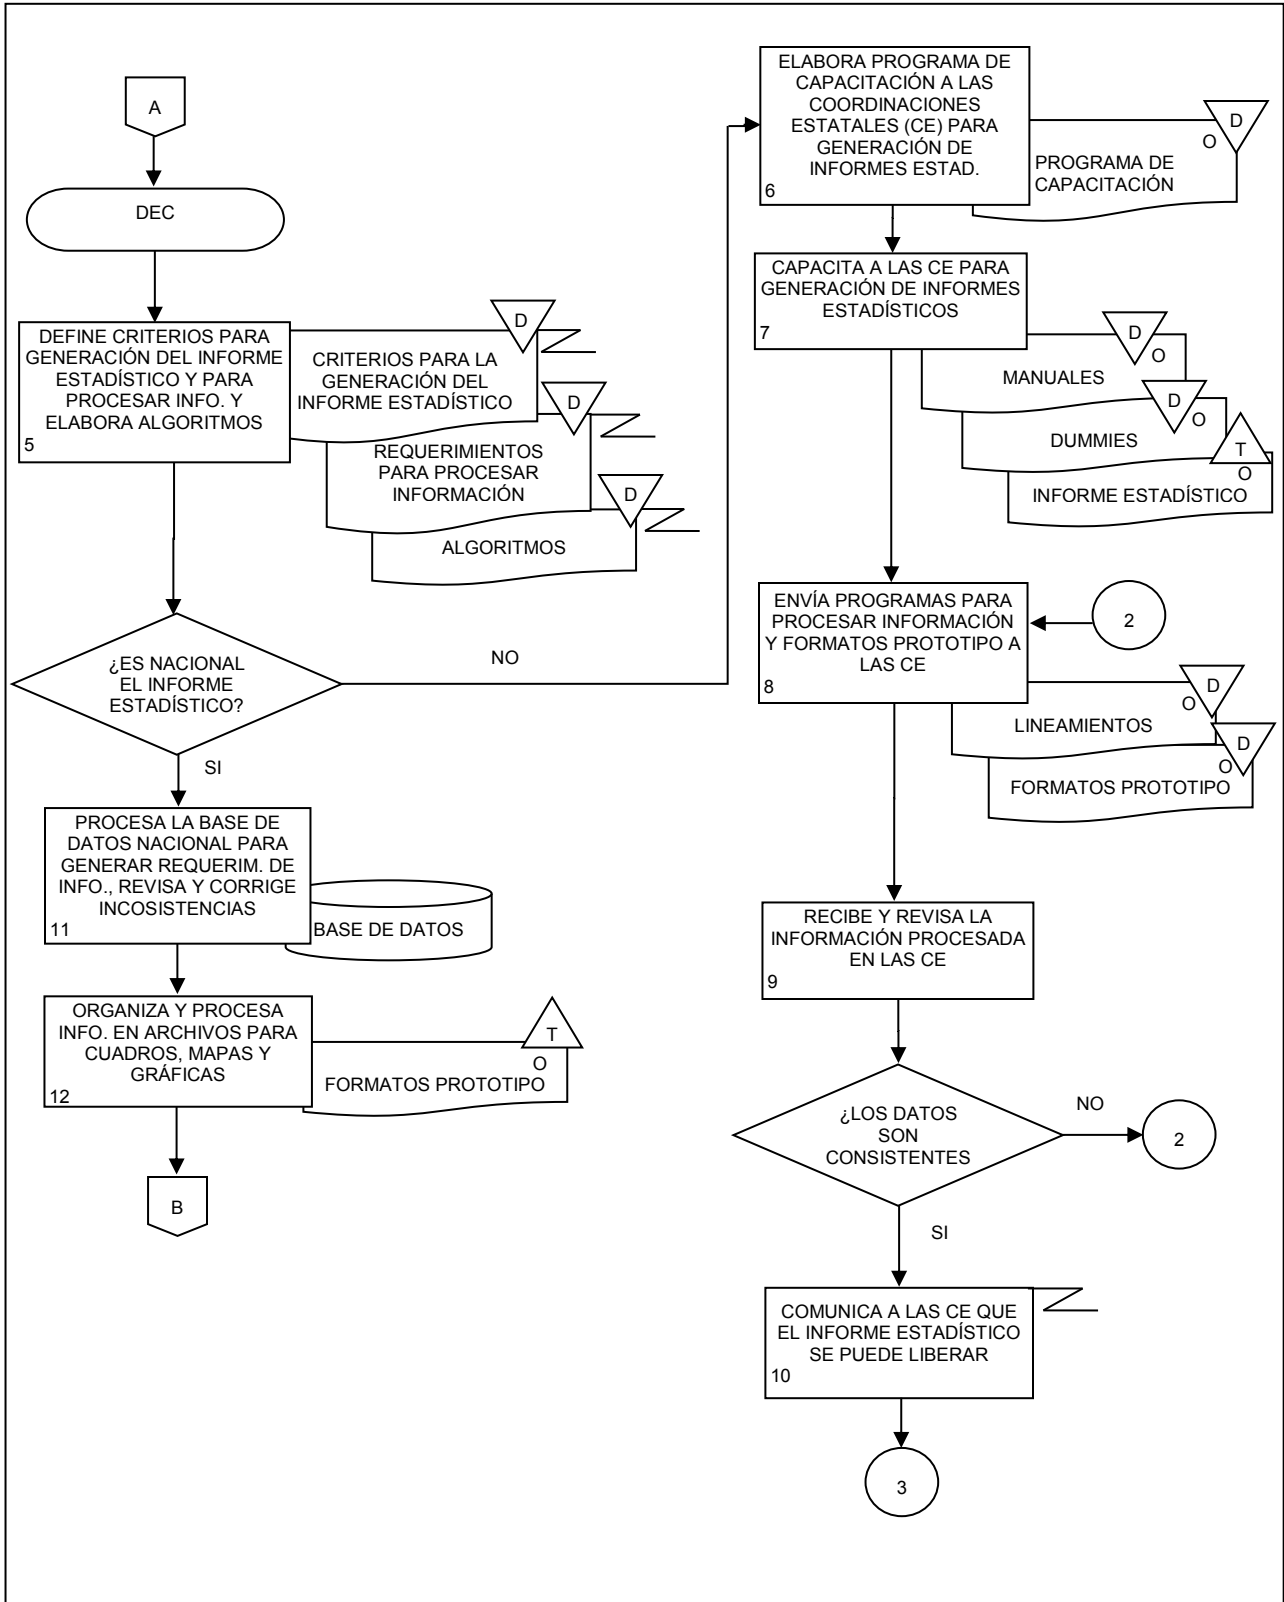 A
DEC
DEFINE CRITERIOS PARA
GENERACIÓN DEL INFORME
ESTADÍSTICO Y PARA
PROCESAR INFO. Y
ELABORA ALGORITMOS
5
D
CRITERIOS PARA LA
GENERACIÓN DEL
INFORME ESTADÍSTICO
D
REQUERIMIENTOS
PARA PROCESAR
INFORMACIÓN
D
ALGORITMOS
¿ES NACIONAL
EL INFORME
ESTADÍSTICO?
NO
SI
PROCESA LA BASE DE
DATOS NACIONAL PARA
GENERAR REQUERIM. DE
INFO., REVISA Y CORRIGE
INCOSISTENCIAS
11
BASE DE DATOS
ORGANIZA Y PROCESA
INFO. EN ARCHIVOS PARA
CUADROS, MAPAS Y
GRÁFICAS
12
T
O
FORMATOS PROTOTIPO
B
ELABORA PROGRAMA DE
CAPACITACIÓN A LAS
COORDINACIONES
ESTATALES (CE) PARA
GENERACIÓN DE
INFORMES ESTAD.
6
D
O
PROGRAMA DE
CAPACITACIÓN
CAPACITA A LAS CE PARA
GENERACIÓN DE INFORMES
ESTADÍSTICOS
7
D
O
MANUALES
D
O
DUMMIES
T
O
INFORME ESTADÍSTICO
ENVÍA PROGRAMAS PARA
PROCESAR INFORMACIÓN
Y FORMATOS PROTOTIPO A
LAS CE
8
2
D
O
LINEAMIENTOS
D
O
FORMATOS PROTOTIPO
RECIBE Y REVISA LA
INFORMACIÓN PROCESADA
EN LAS CE
9
¿LOS DATOS
SON
CONSISTENTES
NO
2
SI
COMUNICA A LAS CE QUE
EL INFORME ESTADÍSTICO
SE PUEDE LIBERAR
10
3